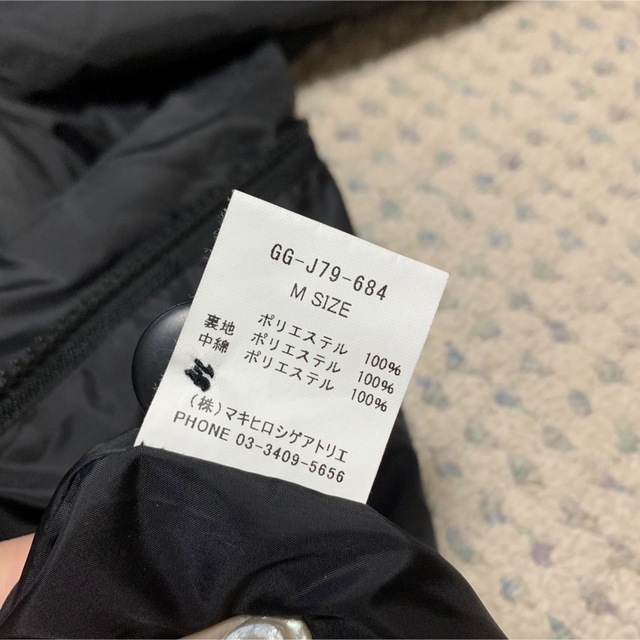 GG-J79-684
M SIZE
ポリエステル 100%
裏地 ポリエステル 100%
中綿 ポリエステル 100%
(株)マキヒロシゲアトリエ
PHONE 03-3409-5656